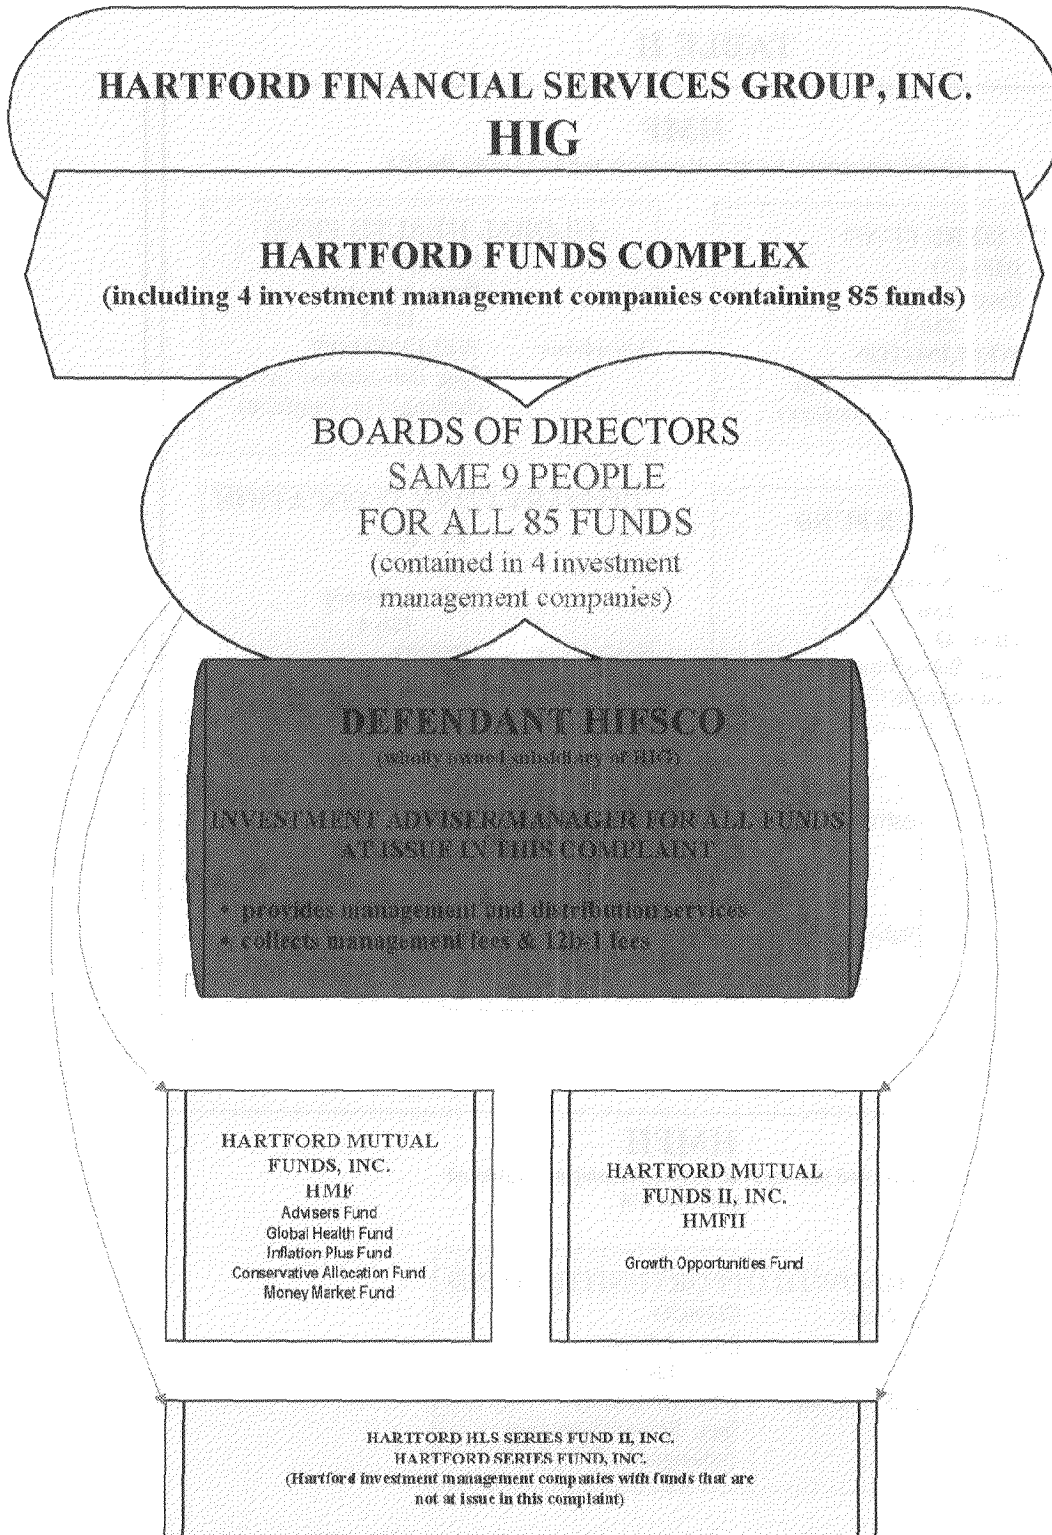 HARTFORD FINANCIAL SERVICES GROUP, INC.
HIG
HARTFORD FUNDS COMPLEX
(including 4 investment management companies containing 85 funds)
BOARDS OF DIRECTORS
SAME 9 PEOPLE
FOR ALL 85 FUNDS
(contained in 4 investment
management companies)
DEFENDANT HIFSCO
(wholly owned subsidiary of HIG)
INVESTMENT ADVISER/MANAGER FOR ALL FUNDS
AT ISSUE IN THIS COMPLAINT
• provides management and distribution services
• collects management fees & 12b-1 fees
HARTFORD MUTUAL
FUNDS, INC.
HMF
Advisers Fund
Global Health Fund
Inflation Plus Fund
Conservative Allocation Fund
Money Market Fund
HARTFORD MUTUAL
FUNDS II, INC.
HMFII
Growth Opportunities Fund
HARTFORD HLS SERIES FUND II, INC.
HARTFORD SERIES FUND, INC.
(Hartford investment management companies with funds that are
not at issue in this complaint)